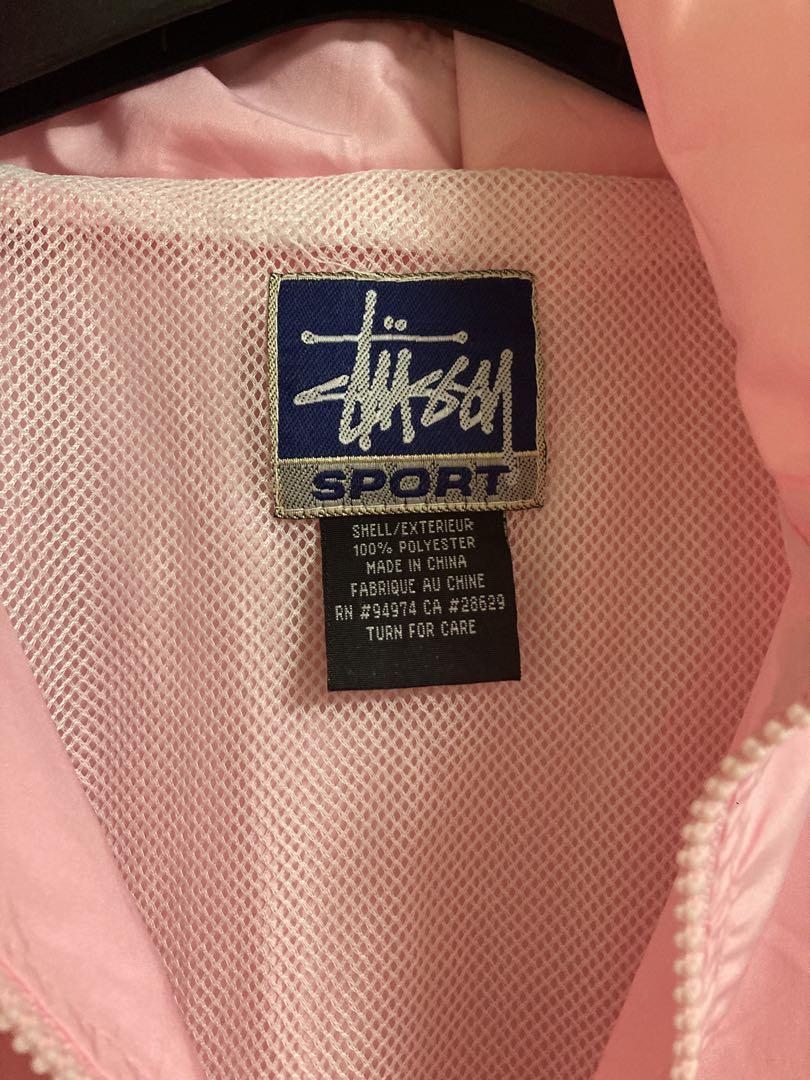 stüssy
SPORT
SHELL/EXTERIEUR
100% POLYESTER
MADE IN CHINA
FABRIQUE AU CHINE
RN #94974 CA #28629
TURN FOR CARE